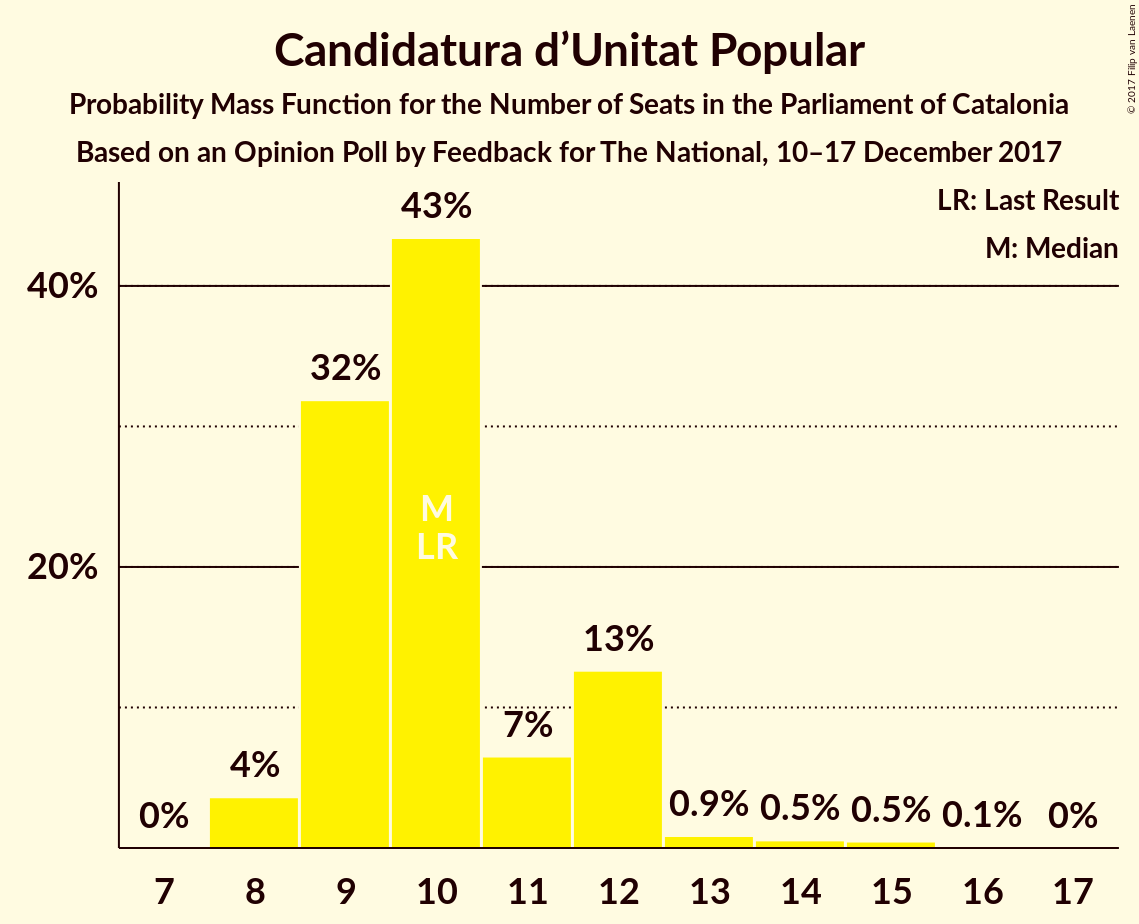 Candidatura d’Unitat Popular
Probability Mass Function for the Number of Seats in the Parliament of Catalonia
Based on an Opinion Poll by Feedback for The National, 10–17 December 2017
© 2017 Filip van Laenen
LR: Last Result
M: Median
43%
40%
32%
M
LR
20%
13%
7%
4%
0%
0.9%
0.5%
0.5%
0.1%
0%
7 8 9 10 11 12 13 14 15 16 17